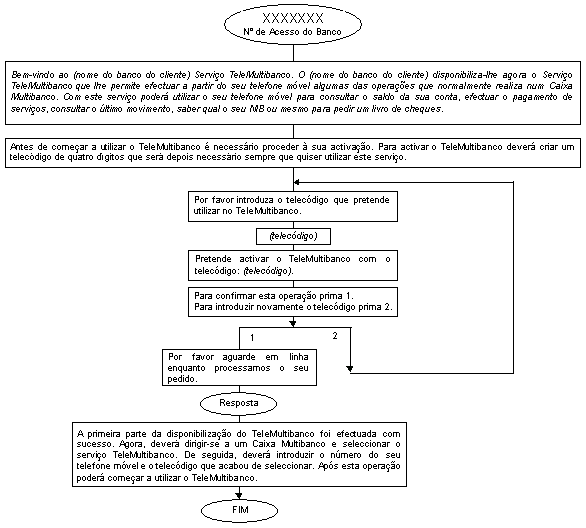 XXXXXXX
Nº de Acesso do Banco
Bem-vindo ao (nome do banco do cliente) Serviço TeleMultibanco. O (nome do banco do cliente) disponibiliza-lhe agora o Serviço
TeleMultibanco que lhe permite efectuar a partir do seu telefone móvel algumas das operações que normalmente realiza num Caixa
Multibanco. Com este serviço poderá utilizar o seu telefone móvel para consultar o saldo da sua conta, efectuar o pagamento de
serviços, consultar o último movimento, saber qual o seu NIB ou mesmo para pedir um livro de cheques.
Antes de começar a utilizar o TeleMultibanco é necessário proceder à sua activação. Para activar o TeleMultibanco deverá criar um
telecódigo de quatro dígitos que será depois necessário sempre que quiser utilizar este serviço.
Por favor introduza o telecódigo que pretende
utilizar no TeleMultibanco.
(telecódigo)
Pretende activar o TeleMultibanco com o
telecódigo: (telecódigo).
Para confirmar esta operação prima 1.
Para introduzir novamente o telecódigo prima 2.
1
2
Por favor aguarde em linha
enquanto processamos o seu
pedido.
Resposta
A primeira parte da disponibilização do TeleMultibanco foi efectuada com
sucesso. Agora, deverá dirigir-se a um Caixa Multibanco e seleccionar o
serviço TeleMultibanco. De seguida, deverá introduzir o número do seu
telefone móvel e o telecódigo que acabou de seleccionar. Após esta operação
poderá começar a utilizar o TeleMultibanco.
FIM